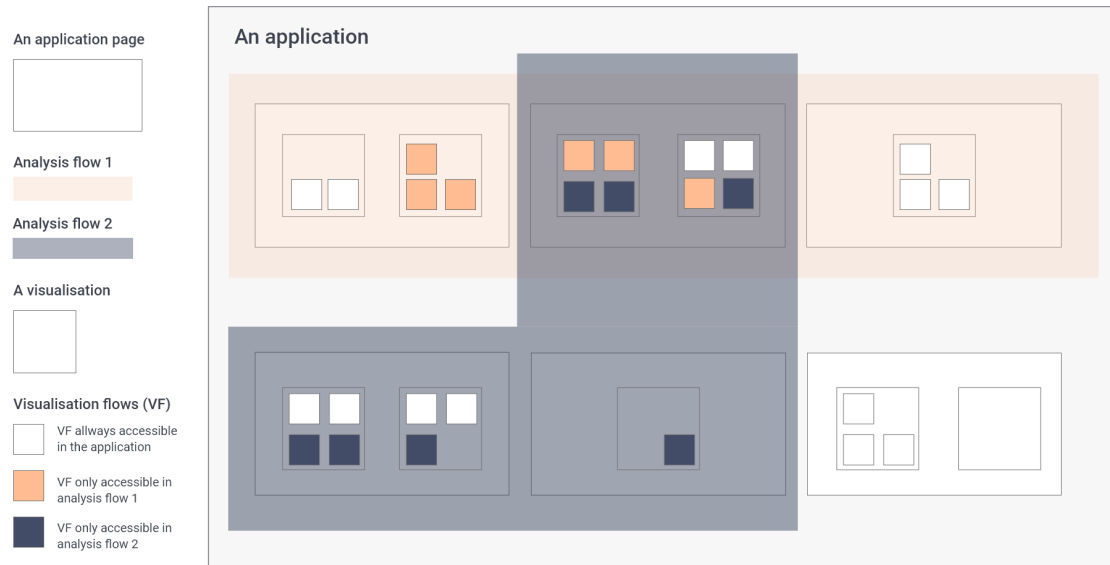 An application page
Analysis flow 1
Analysis flow 2
A visualisation
Visualisation flows (VF)
VF allways accessible
in the application
VF only accessible in
analysis flow 1
VF only accessible in
analysis flow 2
An application